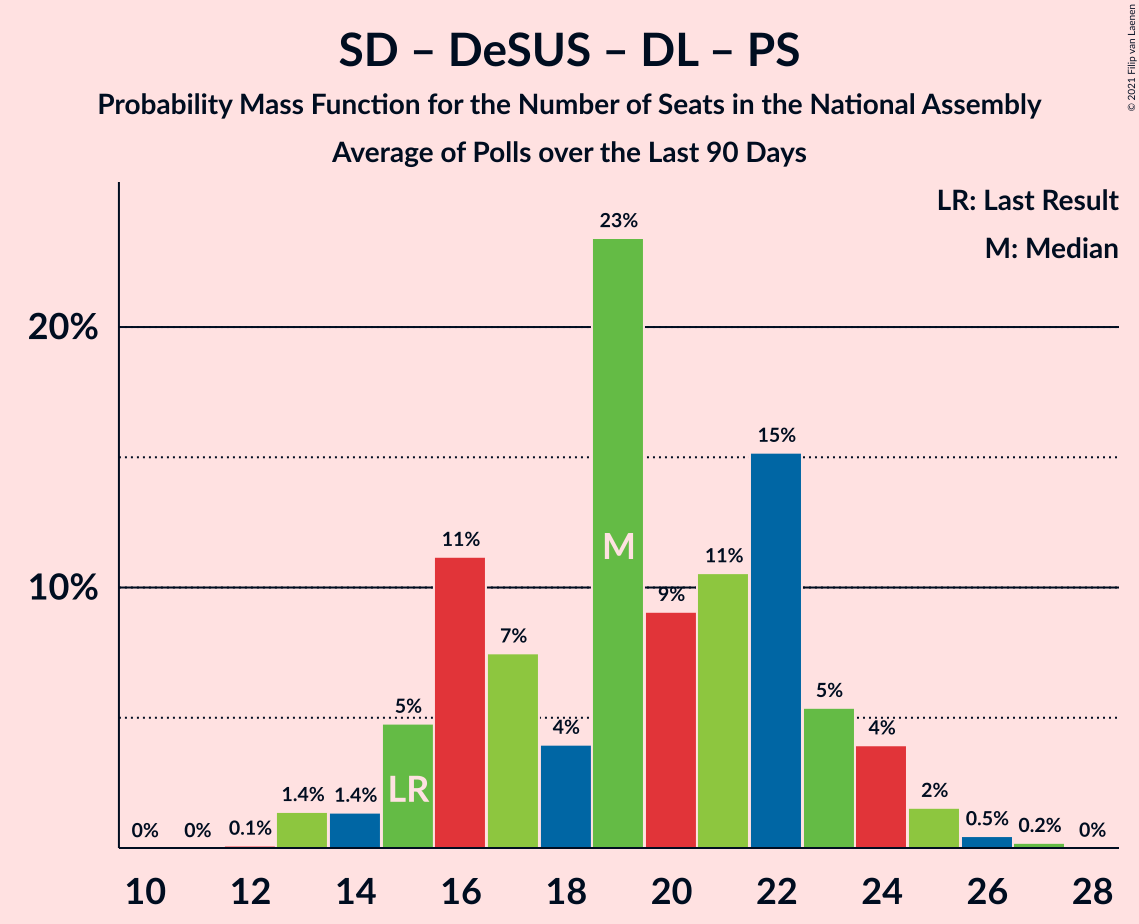 SD – DeSUS – DL – PS
Probability Mass Function for the Number of Seats in the National Assembly
Average of Polls over the Last 90 Days
© 2021 Filip van Laenen
LR: Last Result
M: Median
20%
10%
0%
0%
0.1%
1.4%
1.4%
5%
11%
7%
4%
23%
9%
11%
15%
5%
4%
2%
0.5%
0.2%
0%
LR
M
10 12 14 16 18 20 22 24 26 28